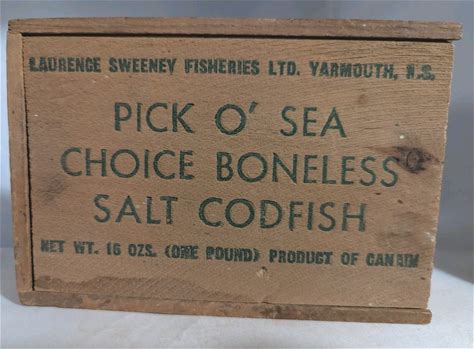 LAURENCE SWEENEY FISHERIES LTD. YARMOUTH, N.S.
PICK O' SEA
CHOICE BONELESS
SALT CODFISH
NET WT. 16 OZS. (ONE POUND) PRODUCT OF CANADA